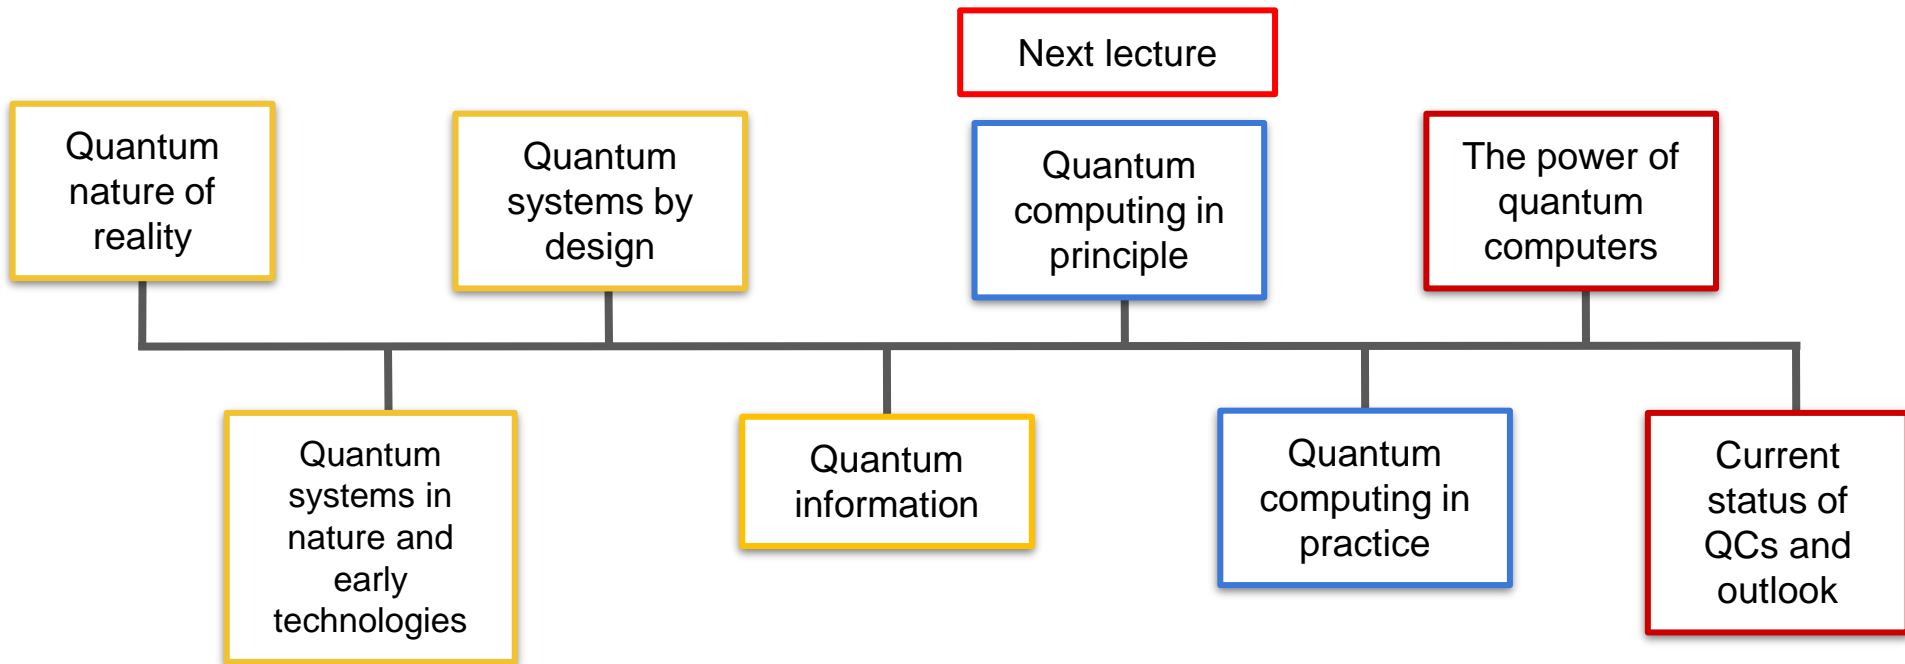 Next lecture
Quantum
nature of
reality
Quantum
systems by
design
Quantum
computing in
principle
The power of
quantum
computers
Quantum
systems in
nature and
early
technologies
Quantum
information
Quantum
computing in
practice
Current
status of
QCs and
outlook